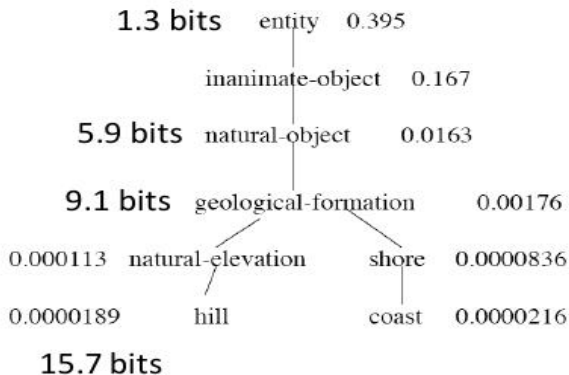 1.3 bits entity 0.395
inanimate-object 0.167
5.9 bits natural-object 0.0163
9.1 bits geological-formation 0.00176
0.000113 natural-elevation shore 0.0000836
0.0000189 hill coast 0.0000216
15.7 bits